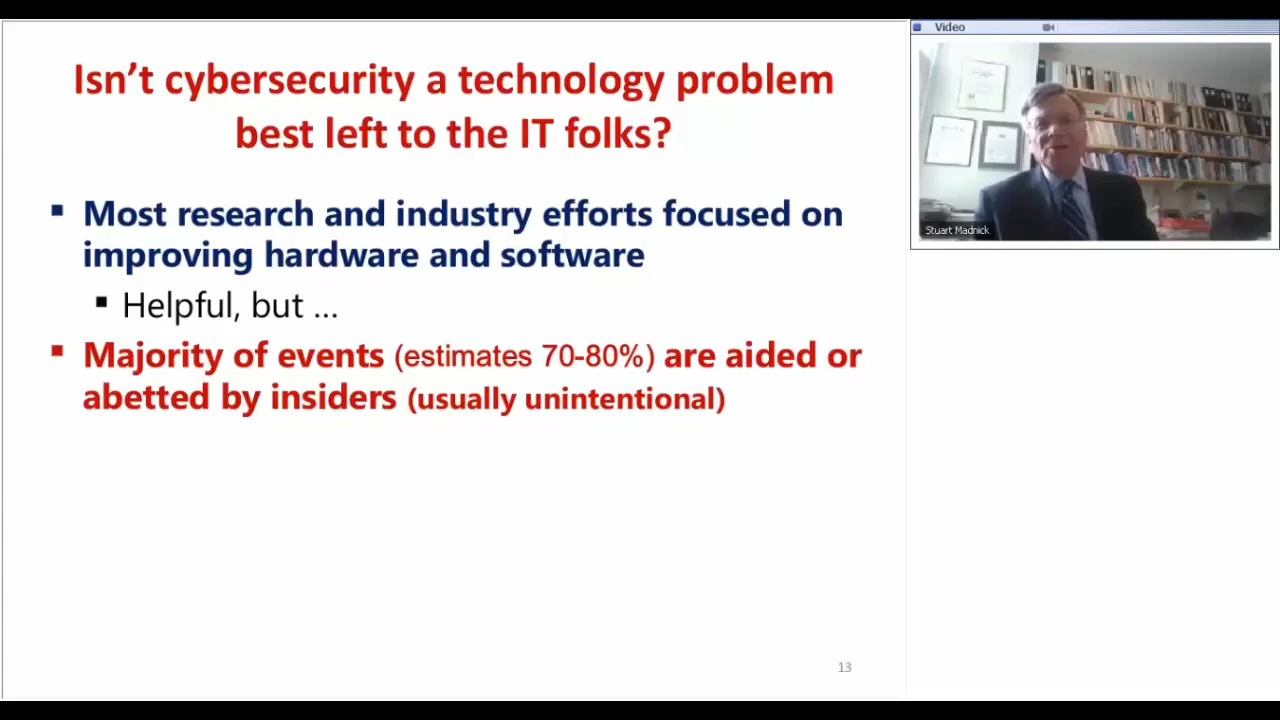 Isn’t cybersecurity a technology problem
best left to the IT folks?
▪ Most research and industry efforts focused on
improving hardware and software
▪ Helpful, but ...
▪ Majority of events (estimates 70-80%) are aided or
abetted by insiders (usually unintentional)
13
Video
Stuart Madnick